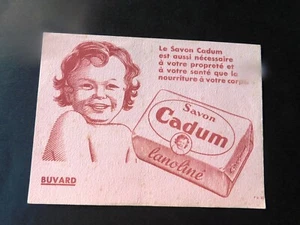 Le Savon Cadum
est aussi nécessaire
à votre propreté et
à votre santé que la
nourriture à votre corps
Savon
Cadum
lanoliné
BUVARD